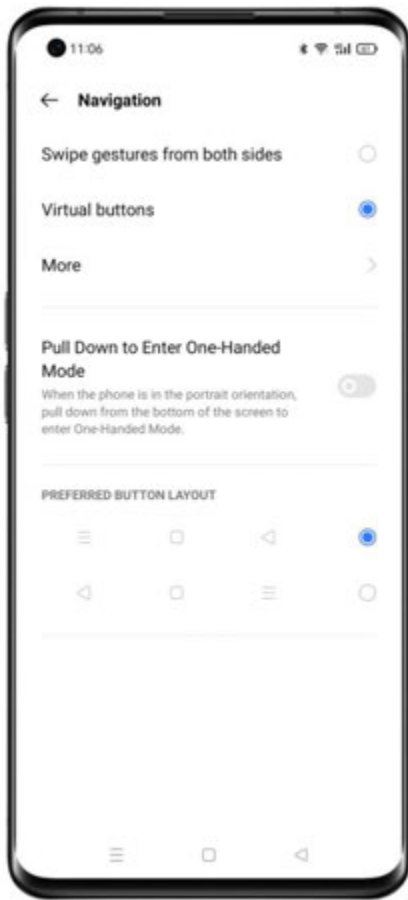 11:06
Navigation
Swipe gestures from both sides
Virtual buttons
More
Pull Down to Enter One-Handed
Mode
When the phone is in the portrait orientation,
pull down from the bottom of the screen to
enter One-Handed Mode.
PREFERRED BUTTON LAYOUT